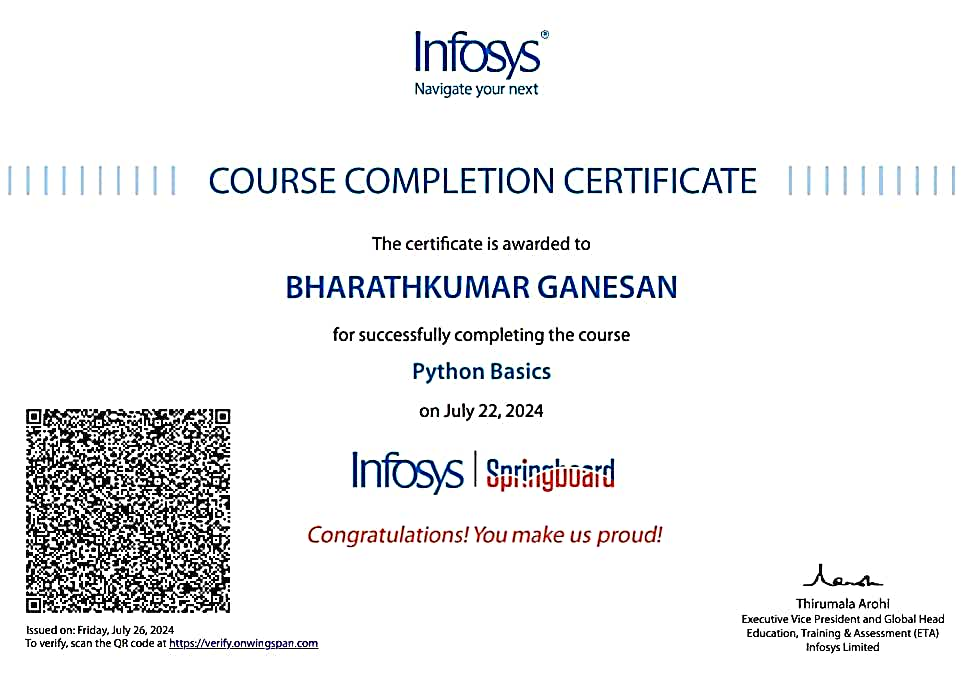 Infosys®
Navigate your next
COURSE COMPLETION CERTIFICATE
The certificate is awarded to
BHARATHKUMAR GANESAN
for successfully completing the course
Python Basics
on July 22, 2024
Infosys | Springboard
Congratulations! You make us proud!
Issued on: Friday, July 26, 2024
To verify, scan the QR code at https://verify.onwingspan.com
Thirumala Arohi
Executive Vice President and Global Head
Education, Training & Assessment (ETA)
Infosys Limited